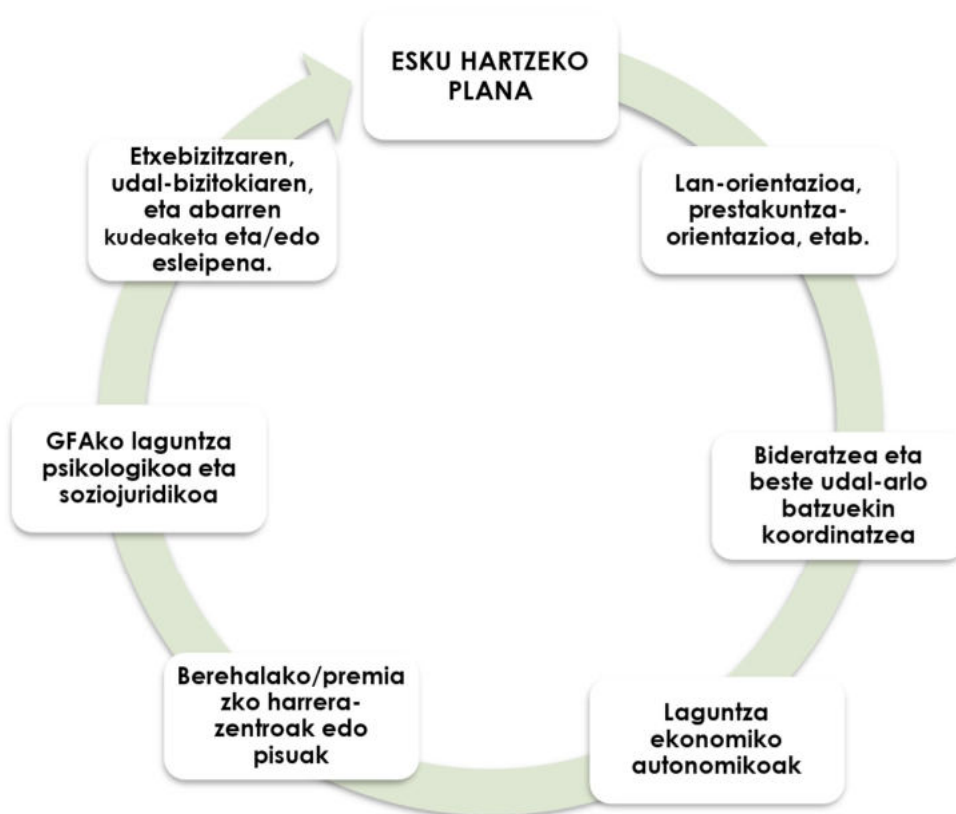 ESKU HARTZEKO
PLANA
Lan-orientazioa,
prestakuntza-
orientazioa, etab.
Bideratzea eta
beste udal-arlo
batzuekin
koordinatzea
Laguntza
ekonomiko
autonomikoak
Berehalako/premia
zko harrera-
zentroak edo
pisuak
GFAko laguntza
psikologikoa eta
soziojuridikoa
Etxebizitzaren,
udal-bizitokiaren,
eta abarren
kudeaketa eta/edo
esleipena.